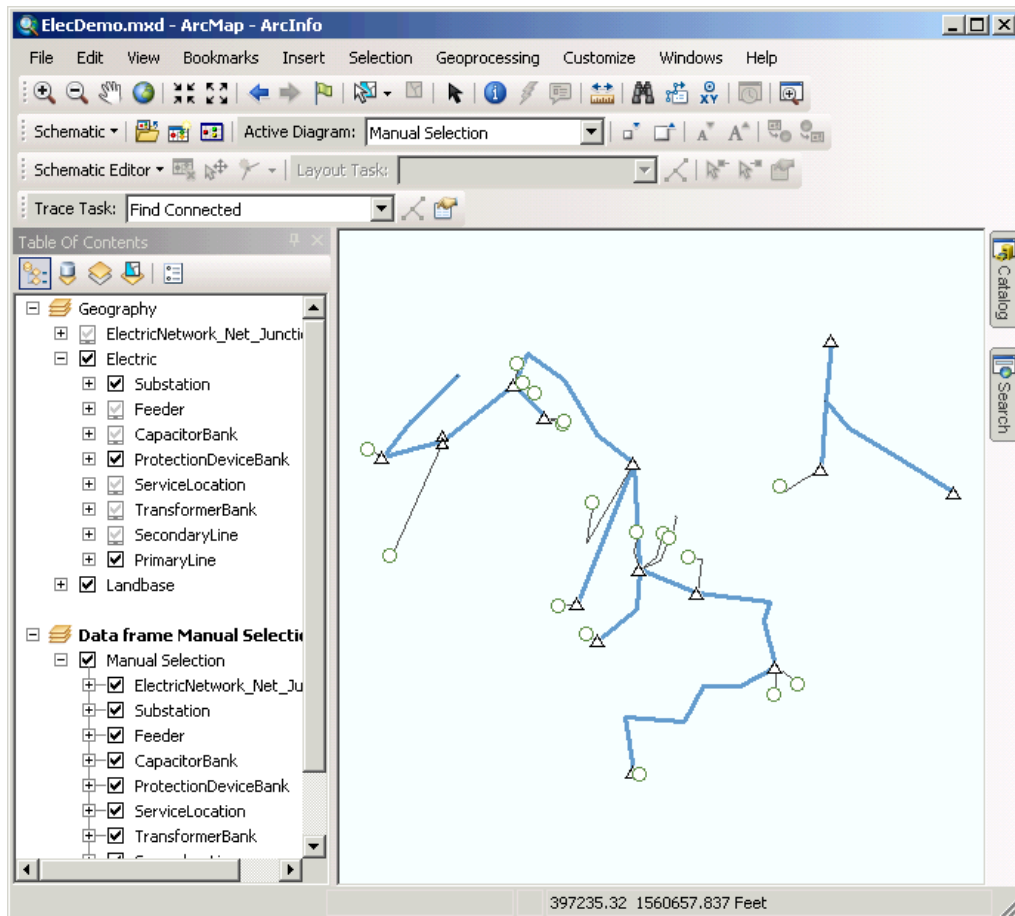 ElecDemo.mxd - ArcMap - ArcInfo
File Edit View Bookmarks Insert Selection Geoprocessing Customize Windows Help
Schematic Active Diagram: Manual Selection
Schematic Editor Layout Task:
Trace Task: Find Connected
Table Of Contents
Geography
ElectricNetwork_Net_Juncti
Electric
Substation
Feeder
CapacitorBank
ProtectionDeviceBank
ServiceLocation
TransformerBank
SecondaryLine
PrimaryLine
Landbase
Data frame Manual Selecti
Manual Selection
ElectricNetwork_Net_Ju
Substation
Feeder
CapacitorBank
ProtectionDeviceBank
ServiceLocation
TransformerBank
Catalog
Search
397235.32 1560657.837 Feet